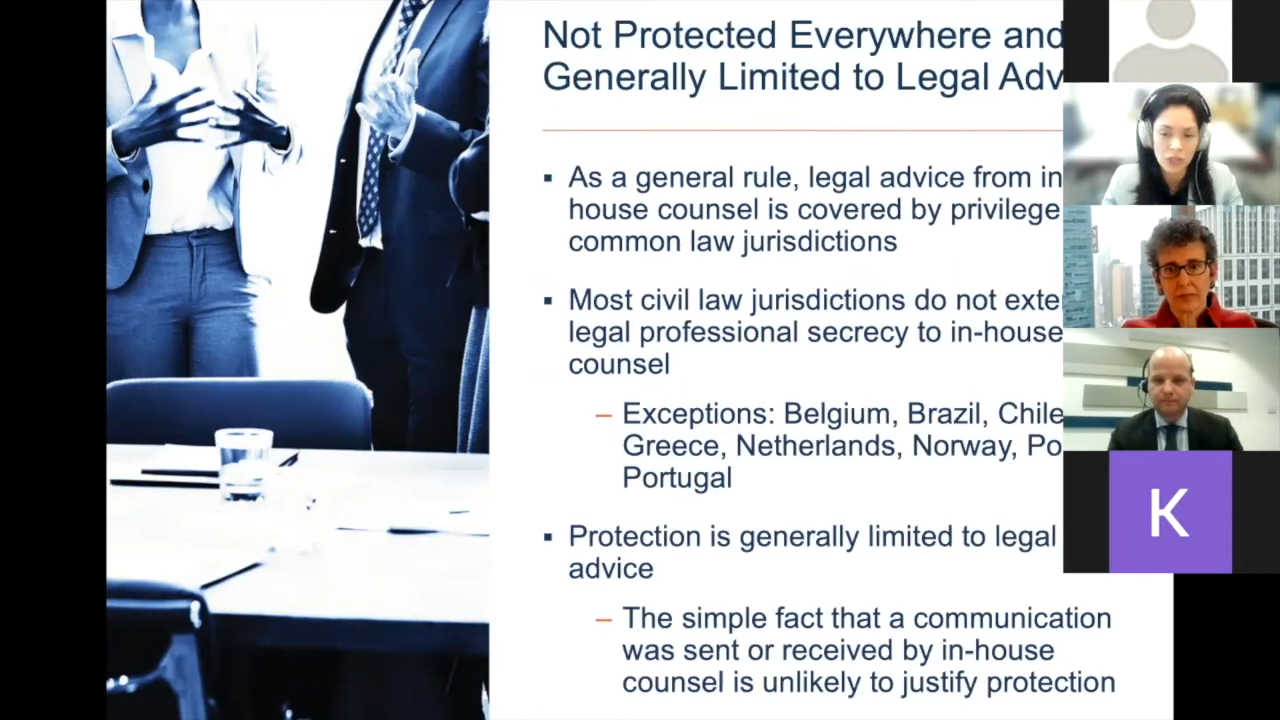 Not Protected Everywhere and
Generally Limited to Legal Adv
▪ As a general rule, legal advice from in
house counsel is covered by privilege
common law jurisdictions
▪ Most civil law jurisdictions do not exte
legal professional secrecy to in-house
counsel
– Exceptions: Belgium, Brazil, Chile
Greece, Netherlands, Norway, Po
Portugal
▪ Protection is generally limited to legal
advice
– The simple fact that a communication
was sent or received by in-house
counsel is unlikely to justify protection
K